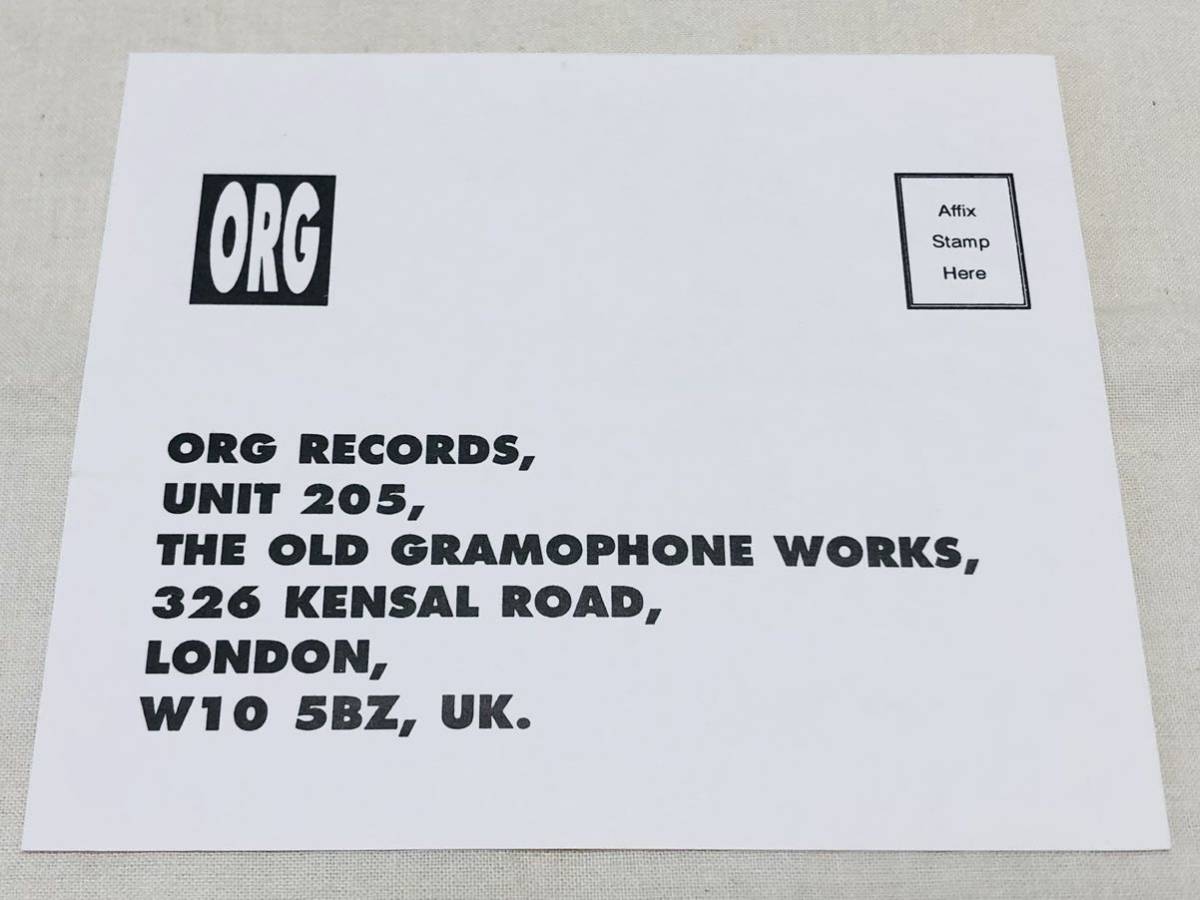 ORG
Affix
Stamp
Here
ORG RECORDS,
UNIT 205,
THE OLD GRAMOPHONE WORKS,
326 KENSAL ROAD,
LONDON,
W10 5BZ, UK.